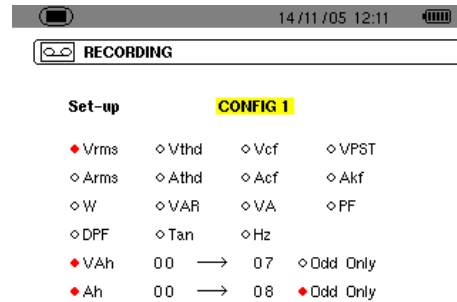 14/11/05 12:11
RECORDING
Set-up CONFIG 1
Vrms Vthd Vcf VPST
Arms Athd Acf Akf
W VAR VA PF
DPF Tan Hz
VAh 00 → 07 Odd Only
Ah 00 → 08 Odd Only